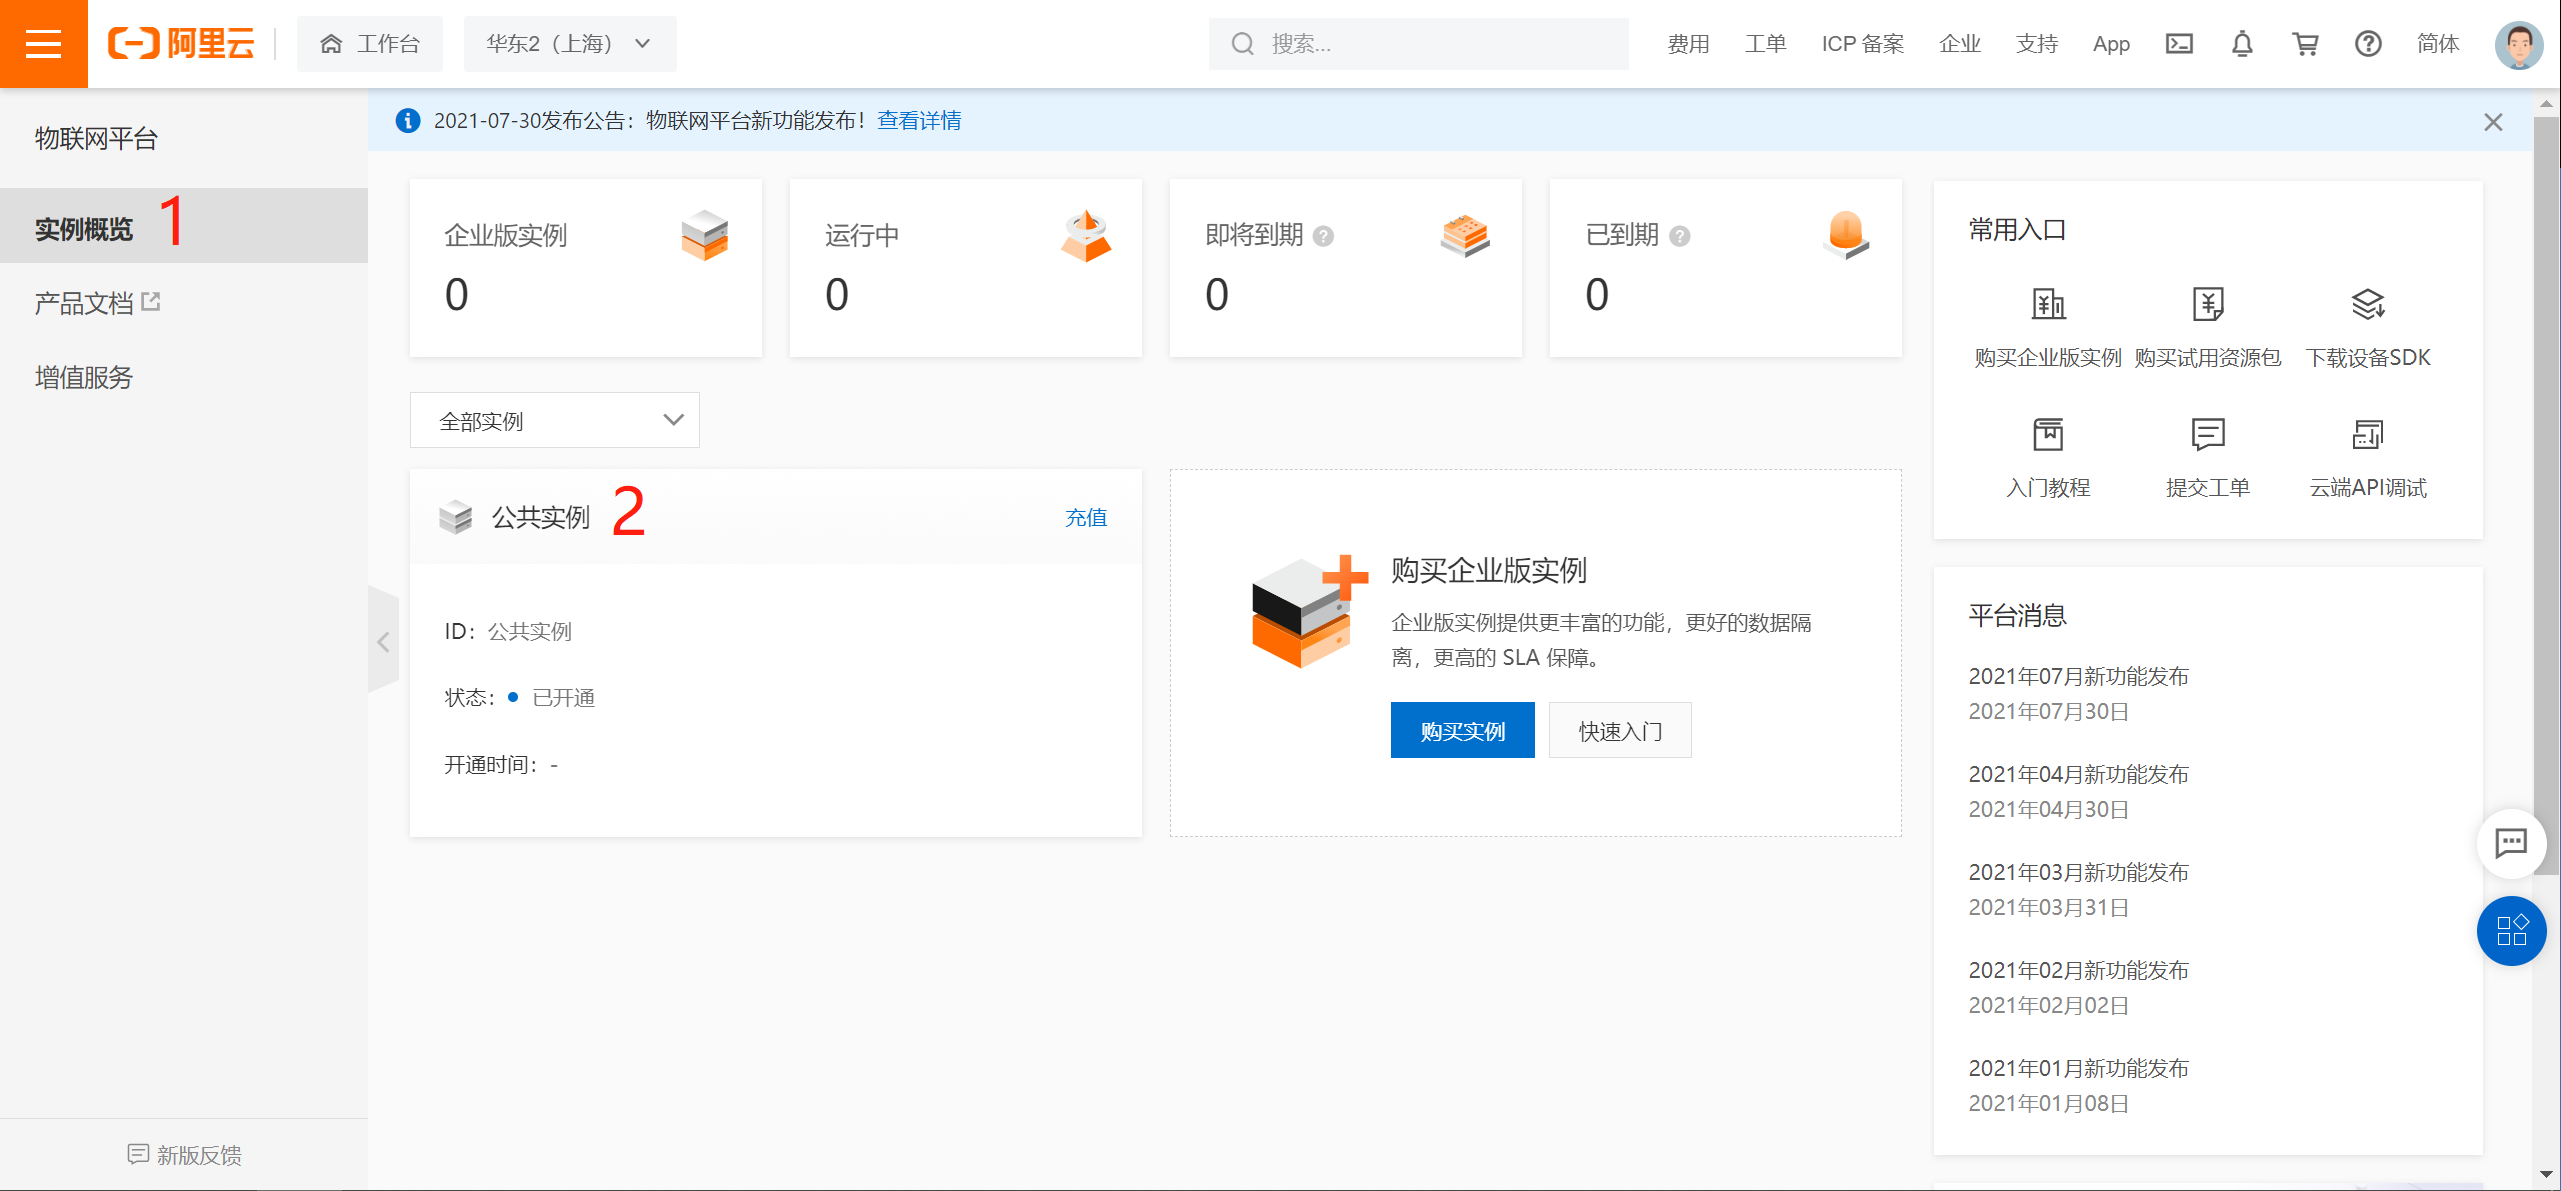 阿里云
工作台
华东2（上海）
搜索...
费用
工单
ICP 备案
企业
支持
App
简体
物联网平台
实例概览
1
产品文档
增值服务
新版反馈
2021-07-30发布公告：物联网平台新功能发布！查看详情
企业版实例
0
运行中
0
即将到期
0
已到期
0
全部实例
公共实例
2
充值
ID：公共实例
状态：已开通
开通时间：-
购买企业版实例
企业版实例提供更丰富的功能，更好的数据隔
离，更高的 SLA 保障。
购买实例
快速入门
常用入口
购买企业版实例
购买试用资源包
下载设备SDK
入门教程
提交工单
云端API调试
平台消息
2021年07月新功能发布
2021年07月30日
2021年04月新功能发布
2021年04月30日
2021年03月新功能发布
2021年03月31日
2021年02月新功能发布
2021年02月02日
2021年01月新功能发布
2021年01月08日